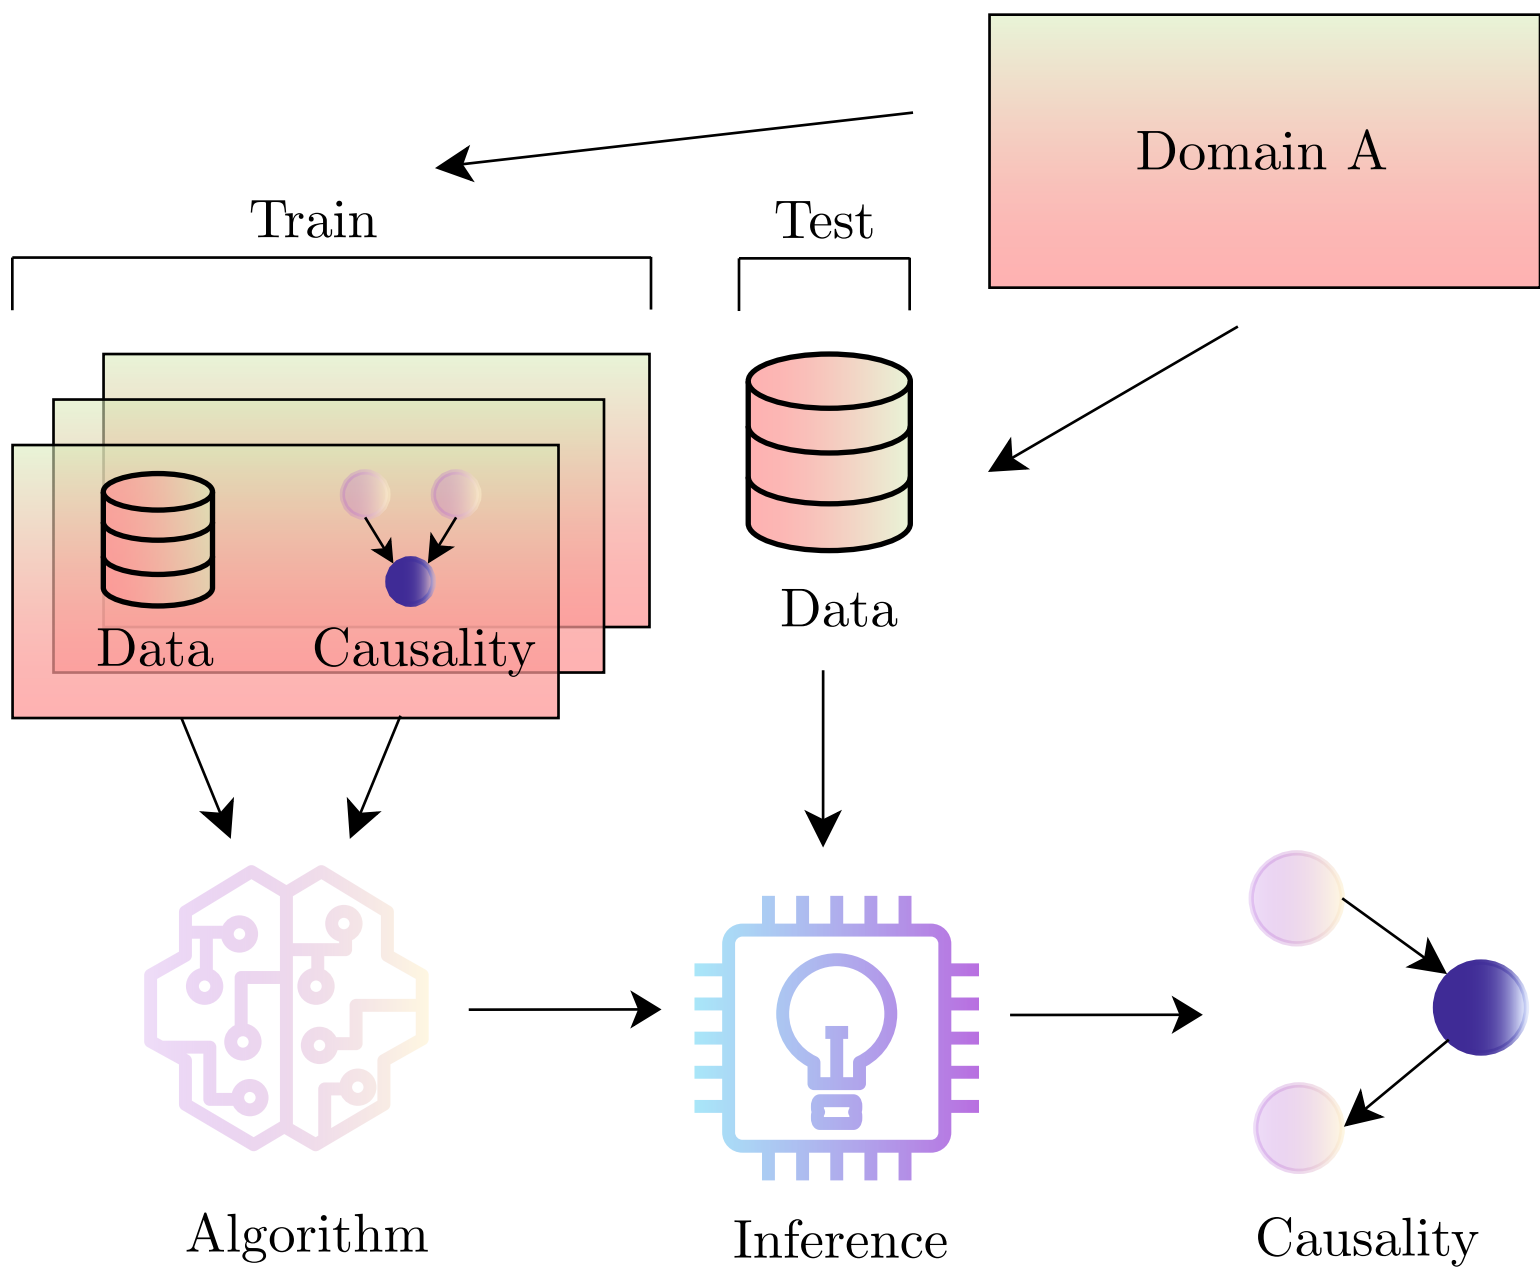 Domain A
Train
Test
Data
Causality
Data
Algorithm
Inference
Causality